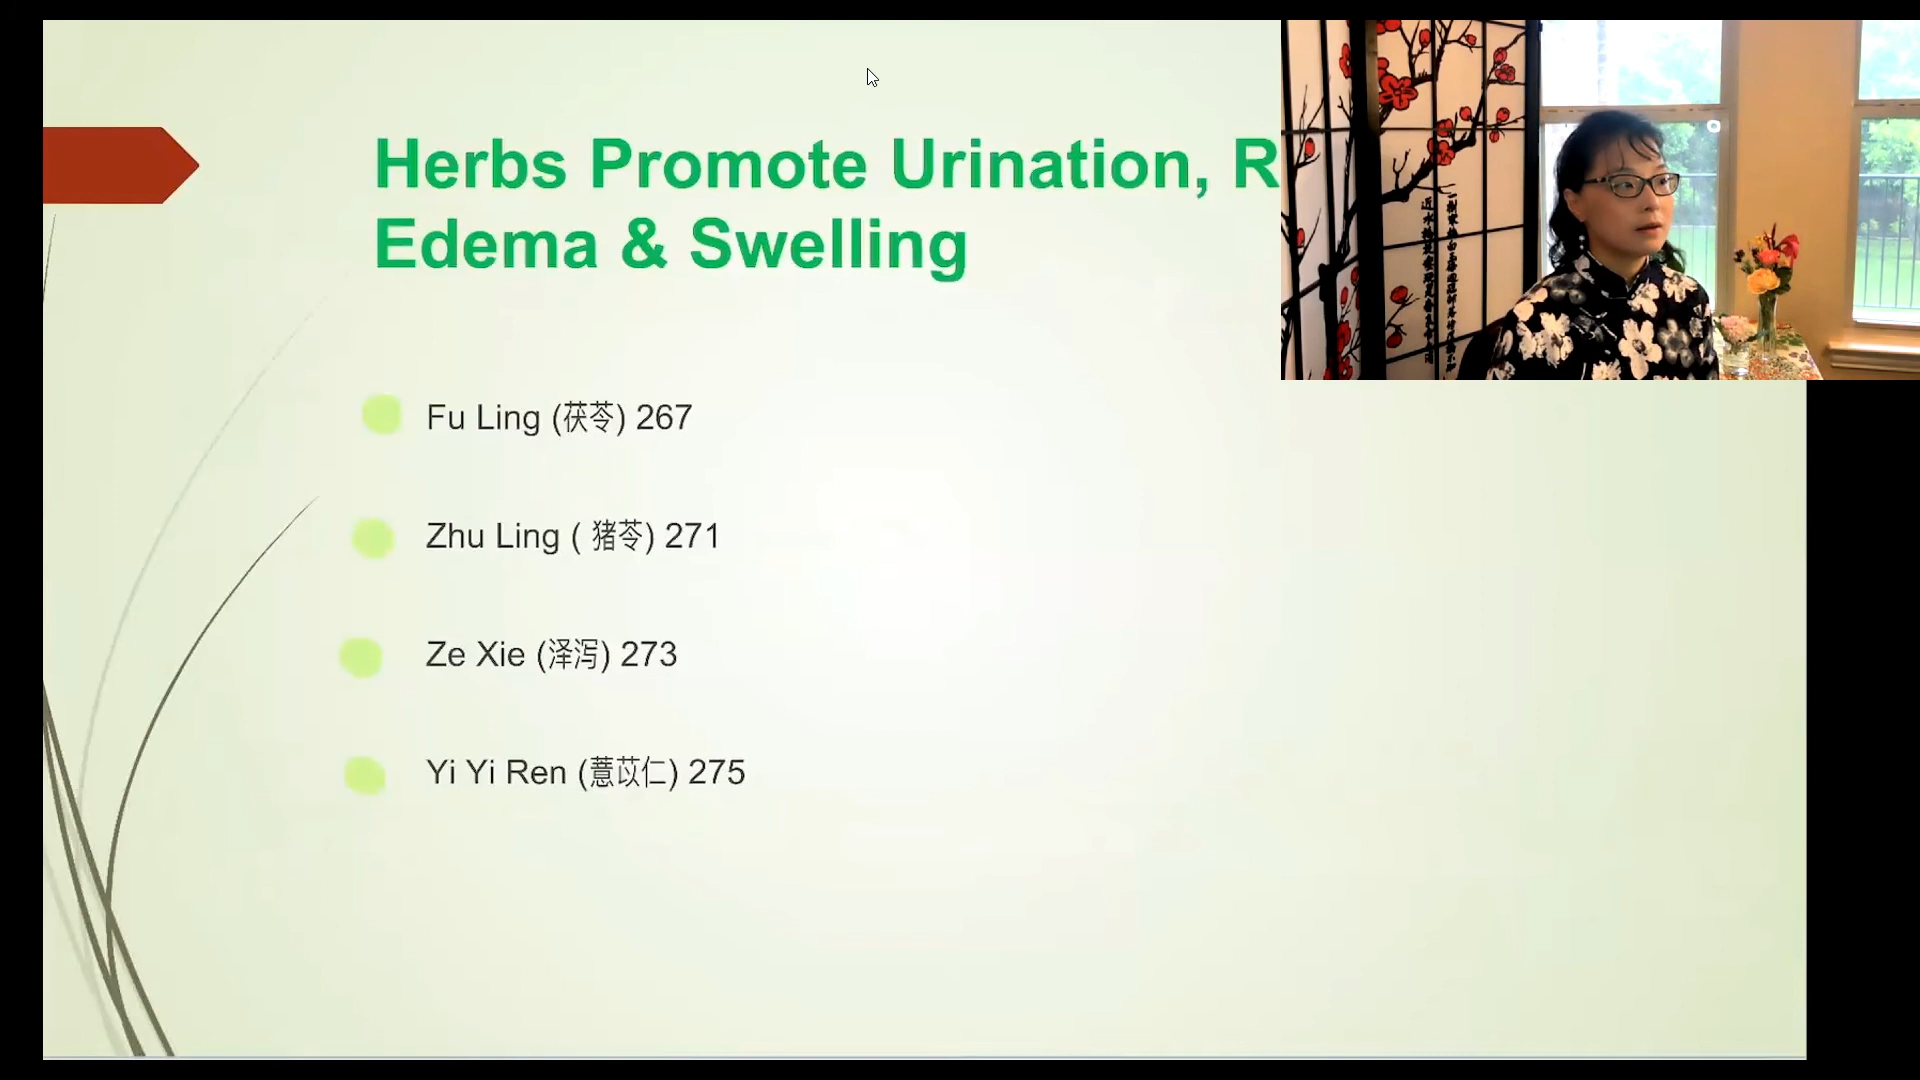 Herbs Promote Urination, R
Edema & Swelling
Fu Ling (茯苓) 267
Zhu Ling ( 猪苓) 271
Ze Xie (泽泻) 273
Yi Yi Ren (薏苡仁) 275